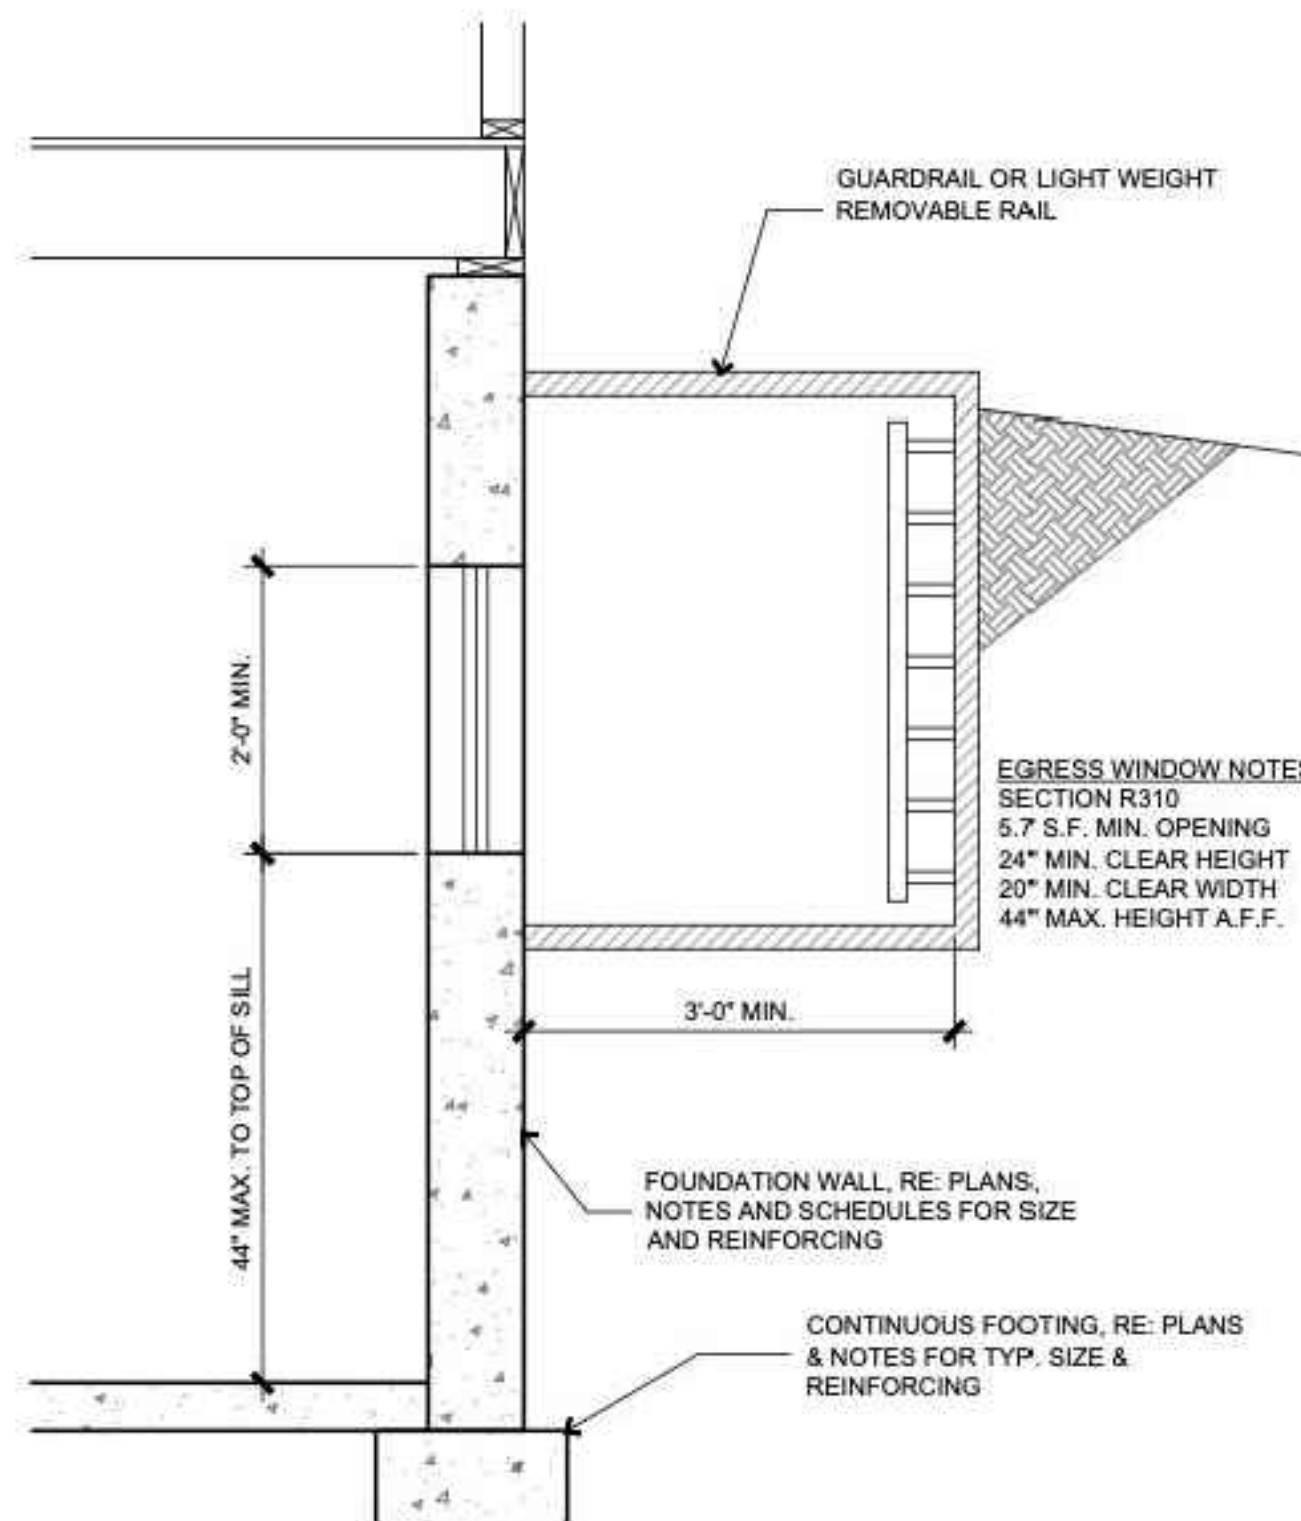 GUARDRAIL OR LIGHT WEIGHT
REMOVABLE RAIL
2'-0" MIN.
EGRESS WINDOW NOTES
SECTION R310
5.7 S.F. MIN. OPENING
24" MIN. CLEAR HEIGHT
20" MIN. CLEAR WIDTH
44" MAX. HEIGHT A.F.F.
3'-0" MIN.
44" MAX. TO TOP OF SILL
FOUNDATION WALL, RE: PLANS,
NOTES AND SCHEDULES FOR SIZE
AND REINFORCING
CONTINUOUS FOOTING, RE: PLANS
& NOTES FOR TYP. SIZE &
REINFORCING